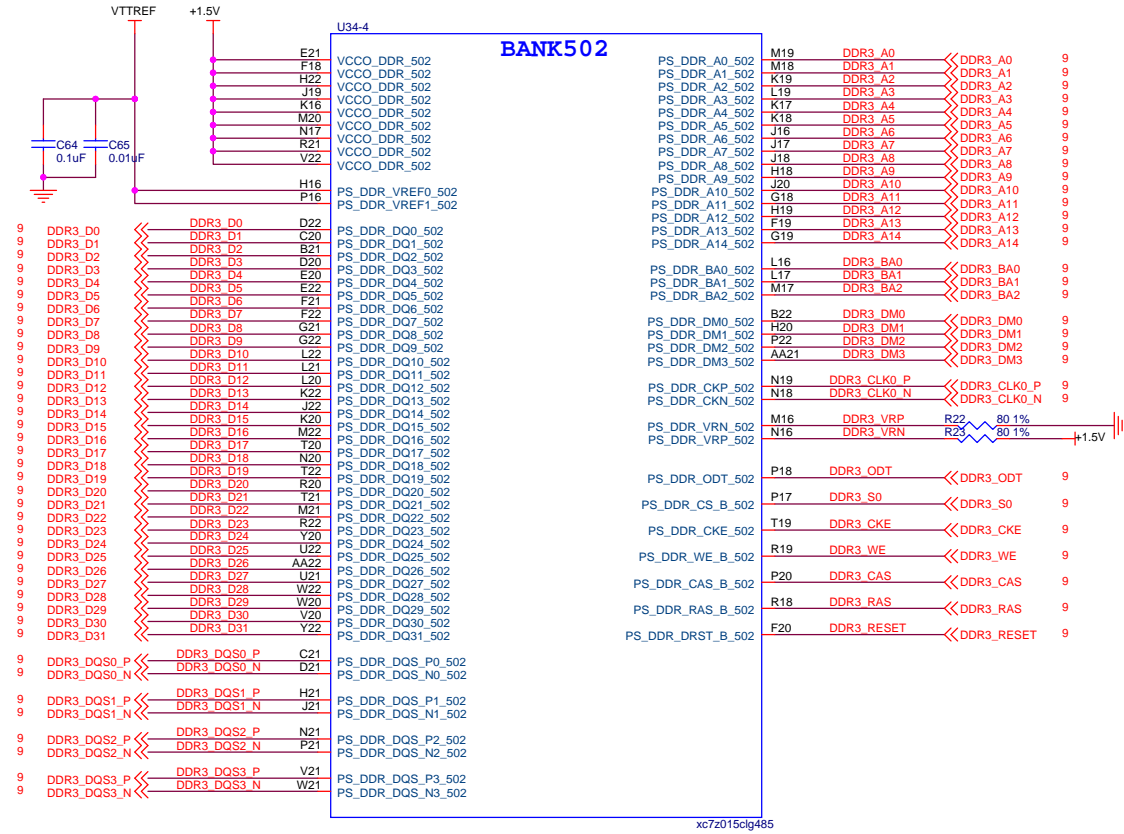 VTTREF +1.5V
U34-4
BANK502
E21 VCCO_DDR_502
F18 VCCO_DDR_502
H22 VCCO_DDR_502
J19 VCCO_DDR_502
K16 VCCO_DDR_502
M20 VCCO_DDR_502
N17 VCCO_DDR_502
R21 VCCO_DDR_502
V22 VCCO_DDR_502
C64 0.1uF
C65 0.01uF
H16 PS_DDR_VREF0_502
P16 PS_DDR_VREF1_502
9 DDR3_D0 DDR3_D0 D22 PS_DDR_DQ0_502
9 DDR3_D1 DDR3_D1 C20 PS_DDR_DQ1_502
9 DDR3_D2 DDR3_D2 B21 PS_DDR_DQ2_502
9 DDR3_D3 DDR3_D3 D20 PS_DDR_DQ3_502
9 DDR3_D4 DDR3_D4 E20 PS_DDR_DQ4_502
9 DDR3_D5 DDR3_D5 E22 PS_DDR_DQ5_502
9 DDR3_D6 DDR3_D6 F21 PS_DDR_DQ6_502
9 DDR3_D7 DDR3_D7 F22 PS_DDR_DQ7_502
9 DDR3_D8 DDR3_D8 G21 PS_DDR_DQ8_502
9 DDR3_D9 DDR3_D9 G22 PS_DDR_DQ9_502
9 DDR3_D10 DDR3_D10 L22 PS_DDR_DQ10_502
9 DDR3_D11 DDR3_D11 L21 PS_DDR_DQ11_502
9 DDR3_D12 DDR3_D12 L20 PS_DDR_DQ12_502
9 DDR3_D13 DDR3_D13 K22 PS_DDR_DQ13_502
9 DDR3_D14 DDR3_D14 J22 PS_DDR_DQ14_502
9 DDR3_D15 DDR3_D15 K20 PS_DDR_DQ15_502
9 DDR3_D16 DDR3_D16 M22 PS_DDR_DQ16_502
9 DDR3_D17 DDR3_D17 T20 PS_DDR_DQ17_502
9 DDR3_D18 DDR3_D18 N20 PS_DDR_DQ18_502
9 DDR3_D19 DDR3_D19 T22 PS_DDR_DQ19_502
9 DDR3_D20 DDR3_D20 R20 PS_DDR_DQ20_502
9 DDR3_D21 DDR3_D21 T21 PS_DDR_DQ21_502
9 DDR3_D22 DDR3_D22 M21 PS_DDR_DQ22_502
9 DDR3_D23 DDR3_D23 R22 PS_DDR_DQ23_502
9 DDR3_D24 DDR3_D24 Y20 PS_DDR_DQ24_502
9 DDR3_D25 DDR3_D25 U22 PS_DDR_DQ25_502
9 DDR3_D26 DDR3_D26 AA22 PS_DDR_DQ26_502
9 DDR3_D27 DDR3_D27 U21 PS_DDR_DQ27_502
9 DDR3_D28 DDR3_D28 W22 PS_DDR_DQ28_502
9 DDR3_D29 DDR3_D29 W20 PS_DDR_DQ29_502
9 DDR3_D30 DDR3_D30 V20 PS_DDR_DQ30_502
9 DDR3_D31 DDR3_D31 Y22 PS_DDR_DQ31_502
9 DDR3_DQS0_P DDR3_DQS0_P C21 PS_DDR_DQS_P0_502
9 DDR3_DQS0_N DDR3_DQS0_N D21 PS_DDR_DQS_N0_502
9 DDR3_DQS1_P DDR3_DQS1_P H21 PS_DDR_DQS_P1_502
9 DDR3_DQS1_N DDR3_DQS1_N J21 PS_DDR_DQS_N1_502
9 DDR3_DQS2_P DDR3_DQS2_P N21 PS_DDR_DQS_P2_502
9 DDR3_DQS2_N DDR3_DQS2_N P21 PS_DDR_DQS_N2_502
9 DDR3_DQS3_P DDR3_DQS3_P V21 PS_DDR_DQS_P3_502
9 DDR3_DQS3_N DDR3_DQS3_N W21 PS_DDR_DQS_N3_502
PS_DDR_A0_502 M19 DDR3_A0 DDR3_A0 9
PS_DDR_A1_502 M18 DDR3_A1 DDR3_A1 9
PS_DDR_A2_502 K19 DDR3_A2 DDR3_A2 9
PS_DDR_A3_502 L19 DDR3_A3 DDR3_A3 9
PS_DDR_A4_502 K17 DDR3_A4 DDR3_A4 9
PS_DDR_A5_502 K18 DDR3_A5 DDR3_A5 9
PS_DDR_A6_502 J16 DDR3_A6 DDR3_A6 9
PS_DDR_A7_502 J17 DDR3_A7 DDR3_A7 9
PS_DDR_A8_502 J18 DDR3_A8 DDR3_A8 9
PS_DDR_A9_502 H18 DDR3_A9 DDR3_A9 9
PS_DDR_A10_502 J20 DDR3_A10 DDR3_A10 9
PS_DDR_A11_502 G18 DDR3_A11 DDR3_A11 9
PS_DDR_A12_502 H19 DDR3_A12 DDR3_A12 9
PS_DDR_A13_502 F19 DDR3_A13 DDR3_A13 9
PS_DDR_A14_502 G19 DDR3_A14 DDR3_A14 9
PS_DDR_BA0_502 L16 DDR3_BA0 DDR3_BA0 9
PS_DDR_BA1_502 L17 DDR3_BA1 DDR3_BA1 9
PS_DDR_BA2_502 M17 DDR3_BA2 DDR3_BA2 9
PS_DDR_DM0_502 B22 DDR3_DM0 DDR3_DM0 9
PS_DDR_DM1_502 H20 DDR3_DM1 DDR3_DM1 9
PS_DDR_DM2_502 P22 DDR3_DM2 DDR3_DM2 9
PS_DDR_DM3_502 AA21 DDR3_DM3 DDR3_DM3 9
PS_DDR_CKP_502 N19 DDR3_CLK0_P DDR3_CLK0_P 9
PS_DDR_CKN_502 N18 DDR3_CLK0_N DDR3_CLK0_N 9
PS_DDR_VRN_502 M16 DDR3_VRP R22 80 1%
PS_DDR_VRP_502 N16 DDR3_VRN R23 80 1% +1.5V
PS_DDR_ODT_502 P18 DDR3_ODT DDR3_ODT 9
PS_DDR_CS_B_502 P17 DDR3_S0 DDR3_S0 9
PS_DDR_CKE_502 T19 DDR3_CKE DDR3_CKE 9
PS_DDR_WE_B_502 R19 DDR3_WE DDR3_WE 9
PS_DDR_CAS_B_502 P20 DDR3_CAS DDR3_CAS 9
PS_DDR_RAS_B_502 R18 DDR3_RAS DDR3_RAS 9
PS_DDR_DRST_B_502 F20 DDR3_RESET DDR3_RESET 9
xc7z015clg485